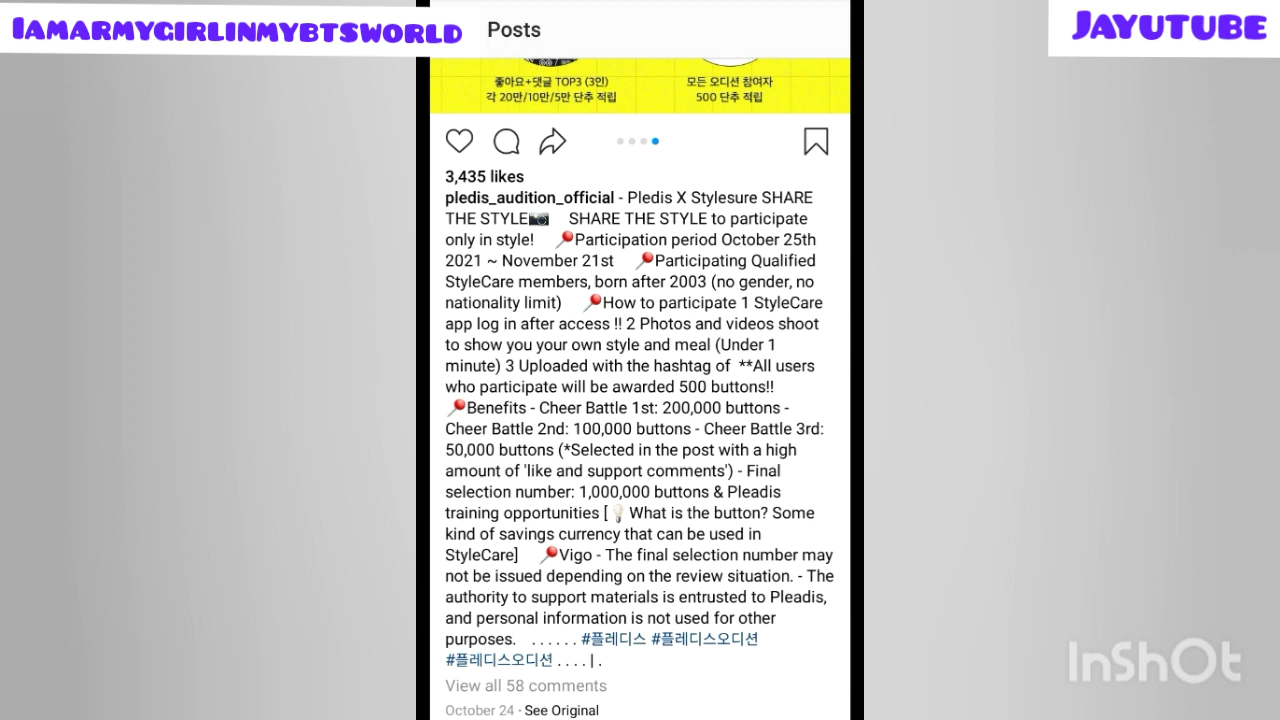 IAMARMYGIRLINMYBTSWORLD
Posts
JAYUTUBE
좋아요+댓글 TOP3 (3인)
각 20만/10만/5만 단추 적립
모든 오디션 참여자
500 단추 적립
3,435 likes
pledis_audition_official - Pledis X Stylesure SHARE
THE STYLE📷 SHARE THE STYLE to participate
only in style! 📍Participation period October 25th
2021 ~ November 21st 📍Participating Qualified
StyleCare members, born after 2003 (no gender, no
nationality limit) 📍How to participate 1 StyleCare
app log in after access !! 2 Photos and videos shoot
to show you your own style and meal (Under 1
minute) 3 Uploaded with the hashtag of **All users
who participate will be awarded 500 buttons!!
📍Benefits - Cheer Battle 1st: 200,000 buttons -
Cheer Battle 2nd: 100,000 buttons - Cheer Battle 3rd:
50,000 buttons (*Selected in the post with a high
amount of 'like and support comments') - Final
selection number: 1,000,000 buttons & Pleadis
training opportunities [💡What is the button? Some
kind of savings currency that can be used in
StyleCare] 📍Vigo - The final selection number may
not be issued depending on the review situation. - The
authority to support materials is entrusted to Pleadis,
and personal information is not used for other
purposes. . . . . . . #플레디스 #플레디스오디션
#플레디스오디션 . . . . | .
View all 58 comments
October 24 · See Original
InShOt